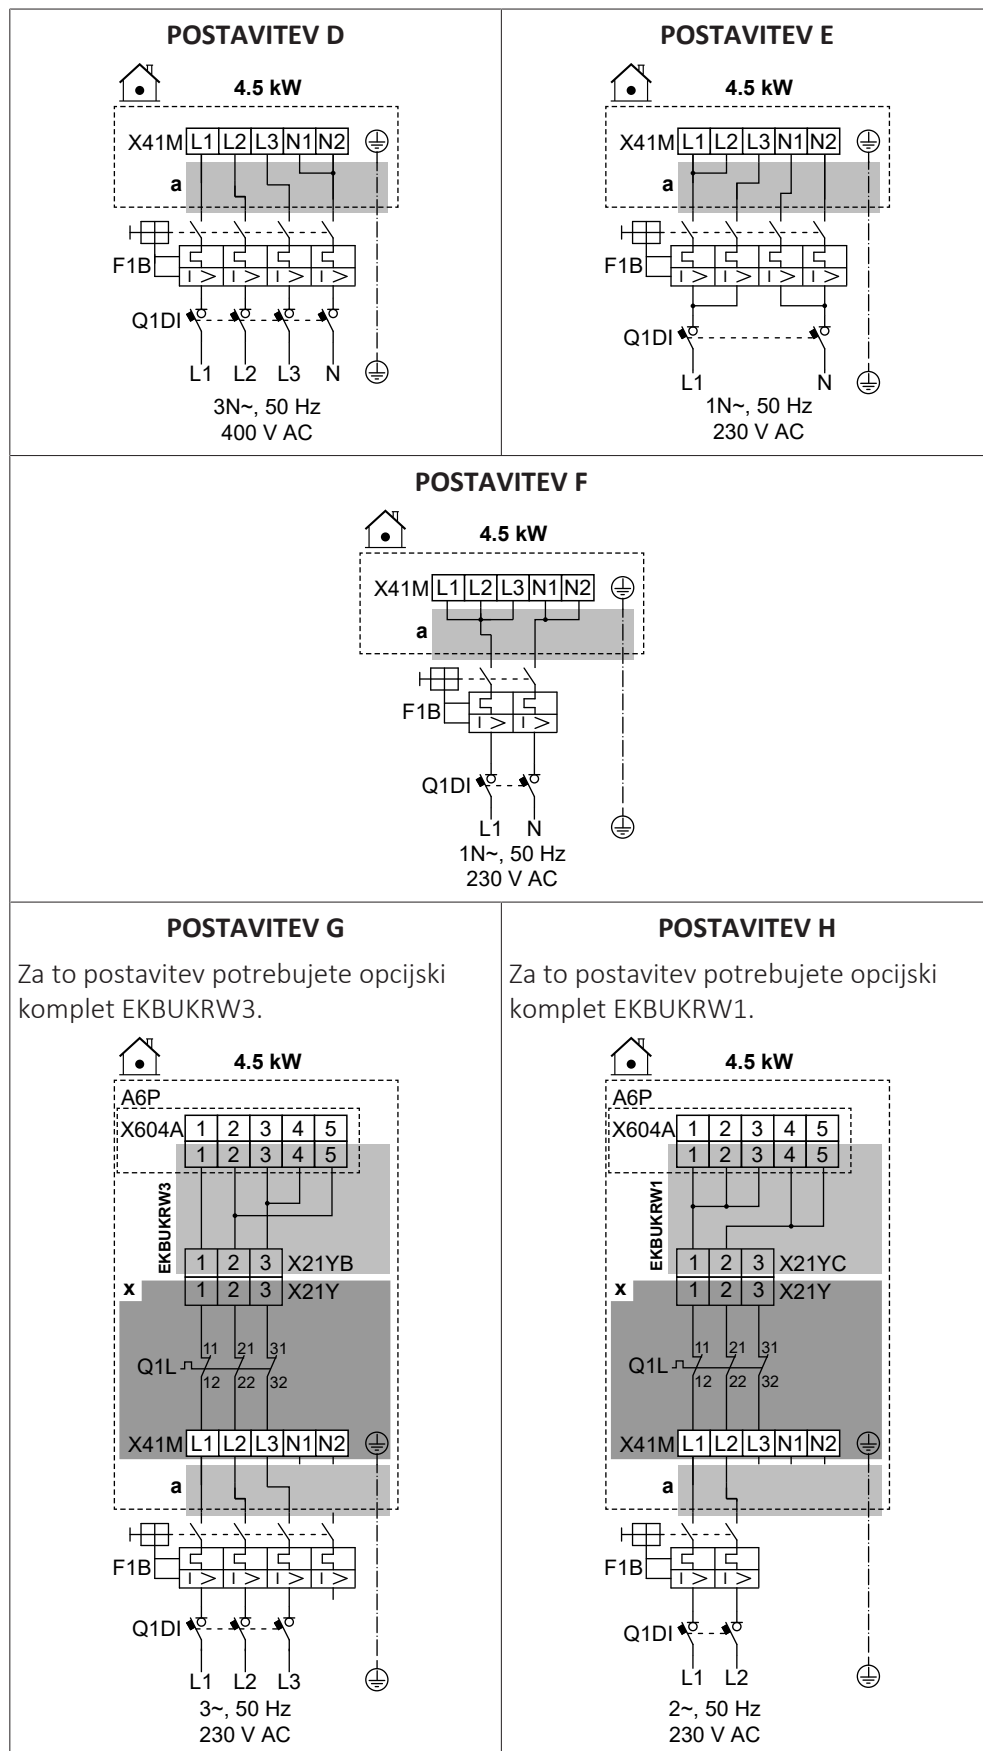 POSTAVITEV D
4.5 kW
X41M L1 L2 L3 N1 N2
a
F1B
I > I > I > I >
Q1DI
L1 L2 L3 N
3N~, 50 Hz
400 V AC
POSTAVITEV E
4.5 kW
X41M L1 L2 L3 N1 N2
a
F1B
I > I > I > I >
Q1DI
L1 N
1N~, 50 Hz
230 V AC
POSTAVITEV F
4.5 kW
X41M L1 L2 L3 N1 N2
a
F1B
I > I >
Q1DI
L1 N
1N~, 50 Hz
230 V AC
POSTAVITEV G
Za to postavitev potrebujete opcijski
komplet EKBUKRW3.
4.5 kW
A6P
X604A 1 2 3 4 5
1 2 3 4 5
EKBUKRW3
1 2 3 X21YB
x 1 2 3 X21Y
11 21 31
Q1L
12 22 32
X41M L1 L2 L3 N1 N2
a
F1B
I > I > I > I >
Q1DI
L1 L2 L3
3~, 50 Hz
230 V AC
POSTAVITEV H
Za to postavitev potrebujete opcijski
komplet EKBUKRW1.
4.5 kW
A6P
X604A 1 2 3 4 5
1 2 3 4 5
EKBUKRW1
1 2 3 X21YC
x 1 2 3 X21Y
11 21 31
Q1L
12 22 32
X41M L1 L2 L3 N1 N2
a
F1B
I > I >
Q1DI
L1 L2
2~, 50 Hz
230 V AC